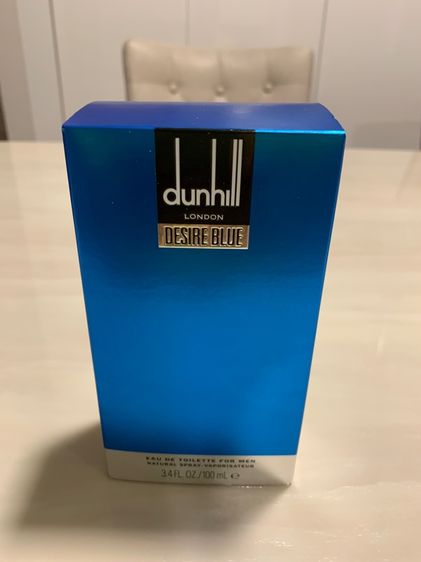 dunhill
LONDON
DESIRE BLUE
EAU DE TOILETTE FOR MEN
NATURAL SPRAY-VAPORISATEUR
3.4 FL. OZ./100 mL ℮